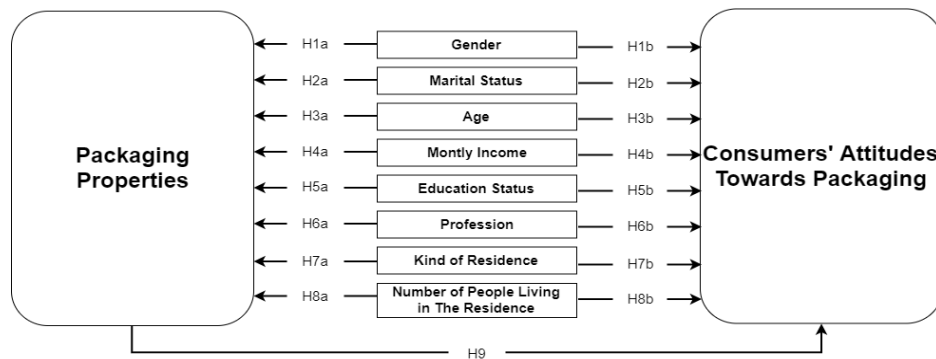 H1a Gender H1b
H2a Marital Status H2b
H3a Age H3b
Packaging
Properties
H4a Montly Income H4b
Consumers' Attitudes
Towards Packaging
H5a Education Status H5b
H6a Profession H6b
H7a Kind of Residence H7b
H8a Number of People Living
in The Residence H8b
H9